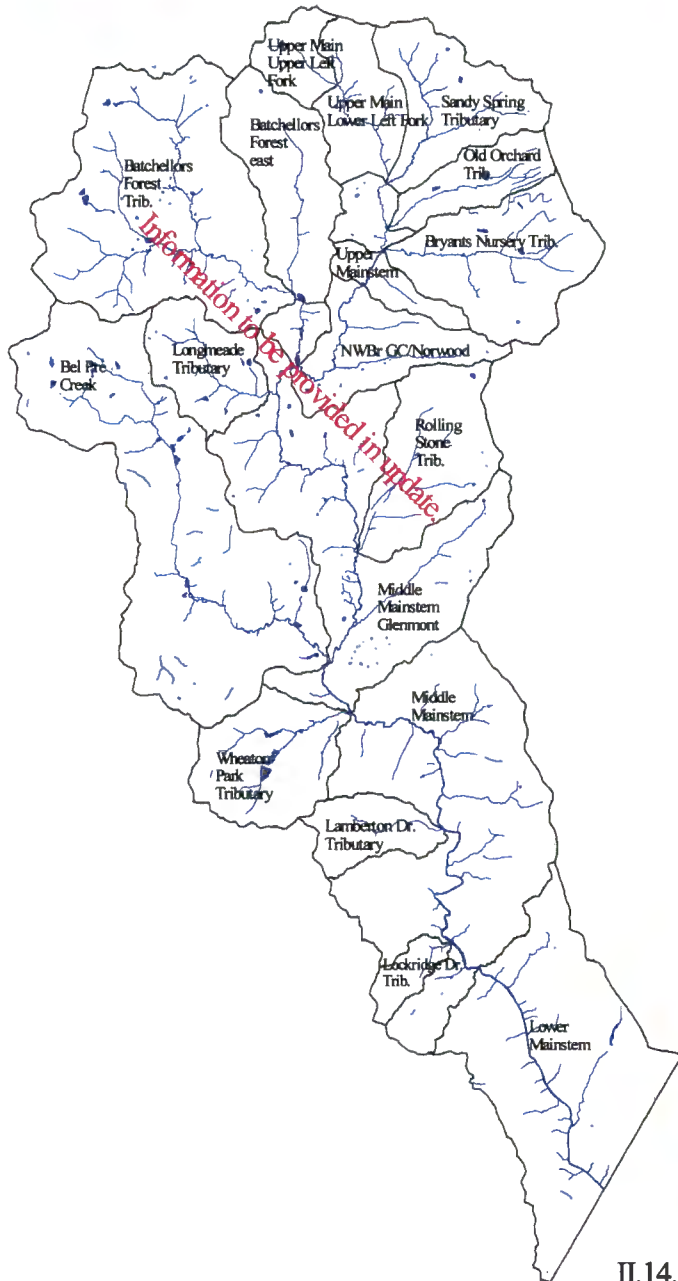 Upper Main
Upper Left
Fork
Upper Main
Lower Left Fork
Sandy Spring
Tributary
Batchellors
Forest
east
Old Orchard
Trib.
Batchellors
Forest
Trib.
Bryants Nursery Trib.
Upper
Mainstem
Information to be provided in update.
Longmeade
Tributary
NWBr GC/Norwood
Bel Pre
Creek
Rolling
Stone
Trib.
Middle
Mainstem
Glenmont
Middle
Mainstem
Wheaton
Park
Tributary
Lamberton Dr.
Tributary
Lockridge Dr.
Trib.
Lower
Mainstem
II.14.